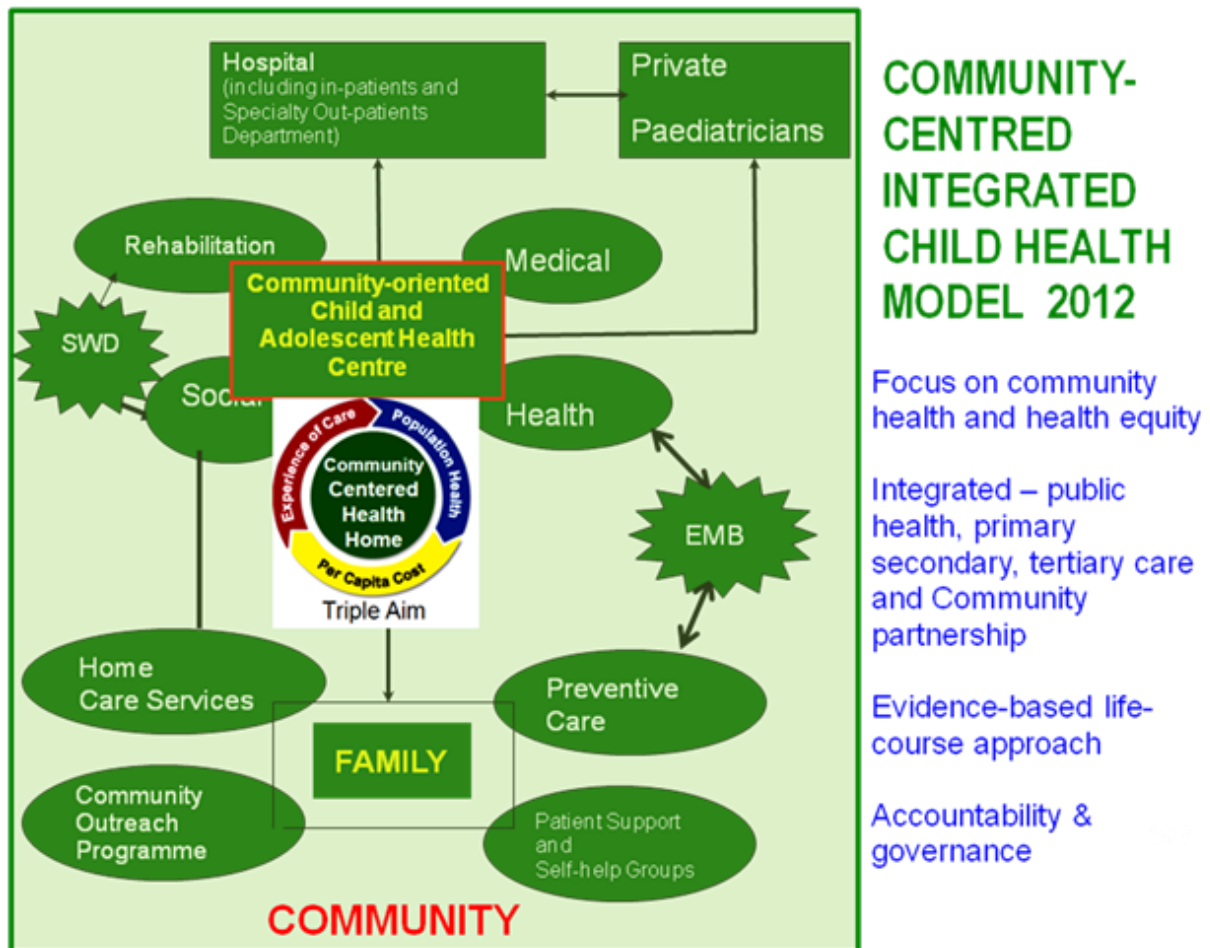 Hospital
(including in-patients and
Specialty Out-patients
Department)
Private
Paediatricians
Rehabilitation
Medical
Community-oriented
Child and
Adolescent Health
Centre
SWD
Social
Health
Experience of Care
Population Health
Per Capita Cost
Community
Centered
Health
Home
Triple Aim
EMB
Home
Care Services
Preventive
Care
FAMILY
Community
Outreach
Programme
Patient Support
and
Self-help Groups
COMMUNITY
COMMUNITY-
CENTRED
INTEGRATED
CHILD HEALTH
MODEL 2012
Focus on community
health and health equity
Integrated – public
health, primary
secondary, tertiary care
and Community
partnership
Evidence-based life-
course approach
Accountability &
governance